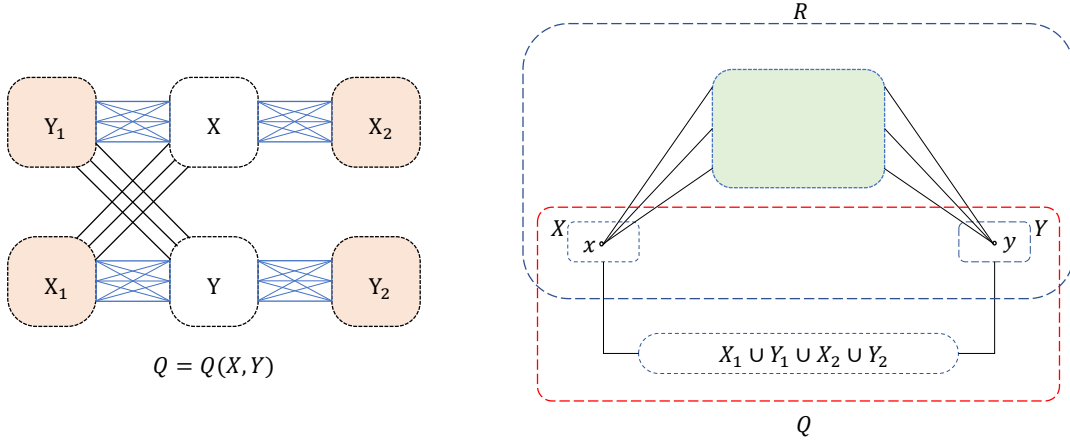 Y₁ X X₂
X₁ Y Y₂
Q = Q(X, Y)
R
X x y Y
X₁ ∪ Y₁ ∪ X₂ ∪ Y₂
Q